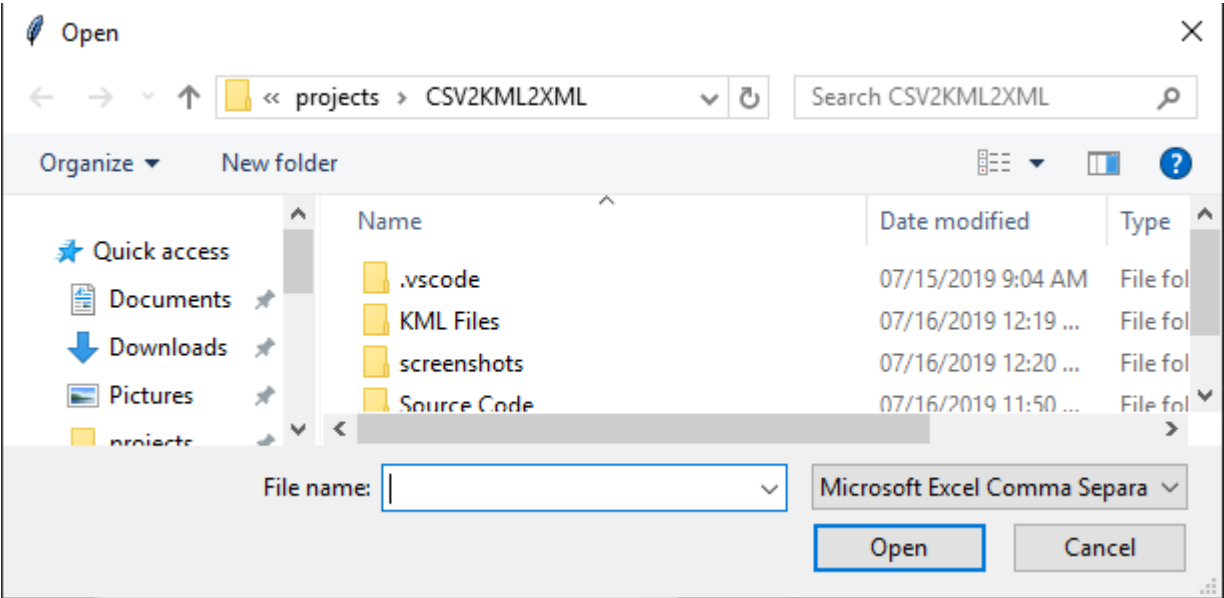 Open
« projects › CSV2KML2XML
Search CSV2KML2XML
Organize
New folder
Name
Date modified
Type
Quick access
Documents
Downloads
Pictures
projects
.vscode 07/15/2019 9:04 AM File fol
KML Files 07/16/2019 12:19 ... File fol
screenshots 07/16/2019 12:20 ... File fol
Source Code 07/16/2019 11:50 ... File fol
File name:
Microsoft Excel Comma Separa
Open
Cancel